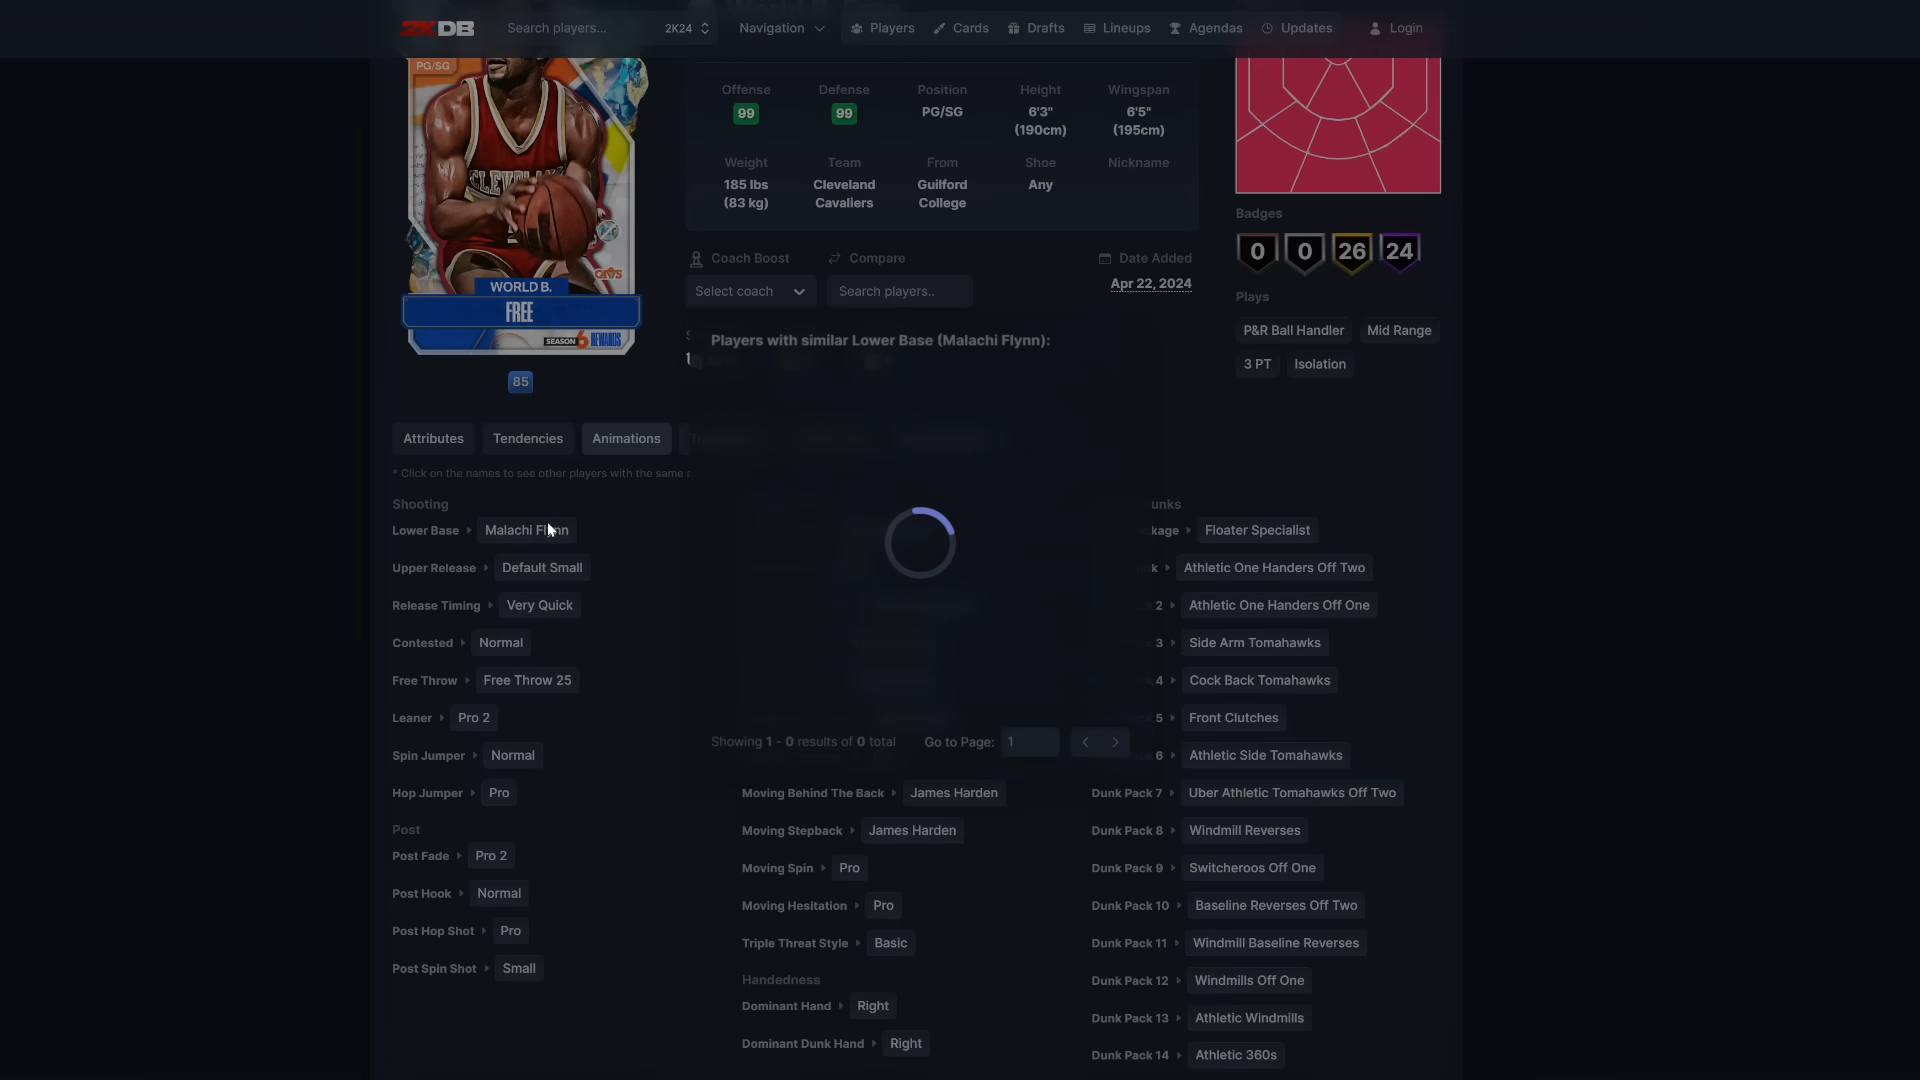 2KDB
Search players...
2K24
Navigation
Players
Cards
Drafts
Lineups
Agendas
Updates
Login
PG/SG
CLEVELAND
CAVS
WORLD B.
FREE
SEASON 6 REWARDS
85
Offense
99
Defense
99
Position
PG/SG
Height
6'3"
(190cm)
Wingspan
6'5"
(195cm)
Weight
185 lbs
(83 kg)
Team
Cleveland
Cavaliers
From
Guilford
College
Shoe
Any
Nickname
Coach Boost
Select coach
Compare
Search players..
Date Added
Apr 22, 2024
Badges
0 0 26 24
Plays
P&R Ball Handler
Mid Range
3 PT
Isolation
Players with similar Lower Base (Malachi Flynn):
Showing 1 - 0 results of 0 total
Go to Page: 1
Attributes
Tendencies
Animations
* Click on the names to see other players with the same
Shooting
Lower Base Malachi Flynn
Upper Release Default Small
Release Timing Very Quick
Contested Normal
Free Throw Free Throw 25
Leaner Pro 2
Spin Jumper Normal
Hop Jumper Pro
Post
Post Fade Pro 2
Post Hook Normal
Post Hop Shot Pro
Post Spin Shot Small
Moving Behind The Back James Harden
Moving Stepback James Harden
Moving Spin Pro
Moving Hesitation Pro
Triple Threat Style Basic
Handedness
Dominant Hand Right
Dominant Dunk Hand Right
unks
kage Floater Specialist
k Athletic One Handers Off Two
2 Athletic One Handers Off One
3 Side Arm Tomahawks
4 Cock Back Tomahawks
5 Front Clutches
6 Athletic Side Tomahawks
Dunk Pack 7 Uber Athletic Tomahawks Off Two
Dunk Pack 8 Windmill Reverses
Dunk Pack 9 Switcheroos Off One
Dunk Pack 10 Baseline Reverses Off Two
Dunk Pack 11 Windmill Baseline Reverses
Dunk Pack 12 Windmills Off One
Dunk Pack 13 Athletic Windmills
Dunk Pack 14 Athletic 360s